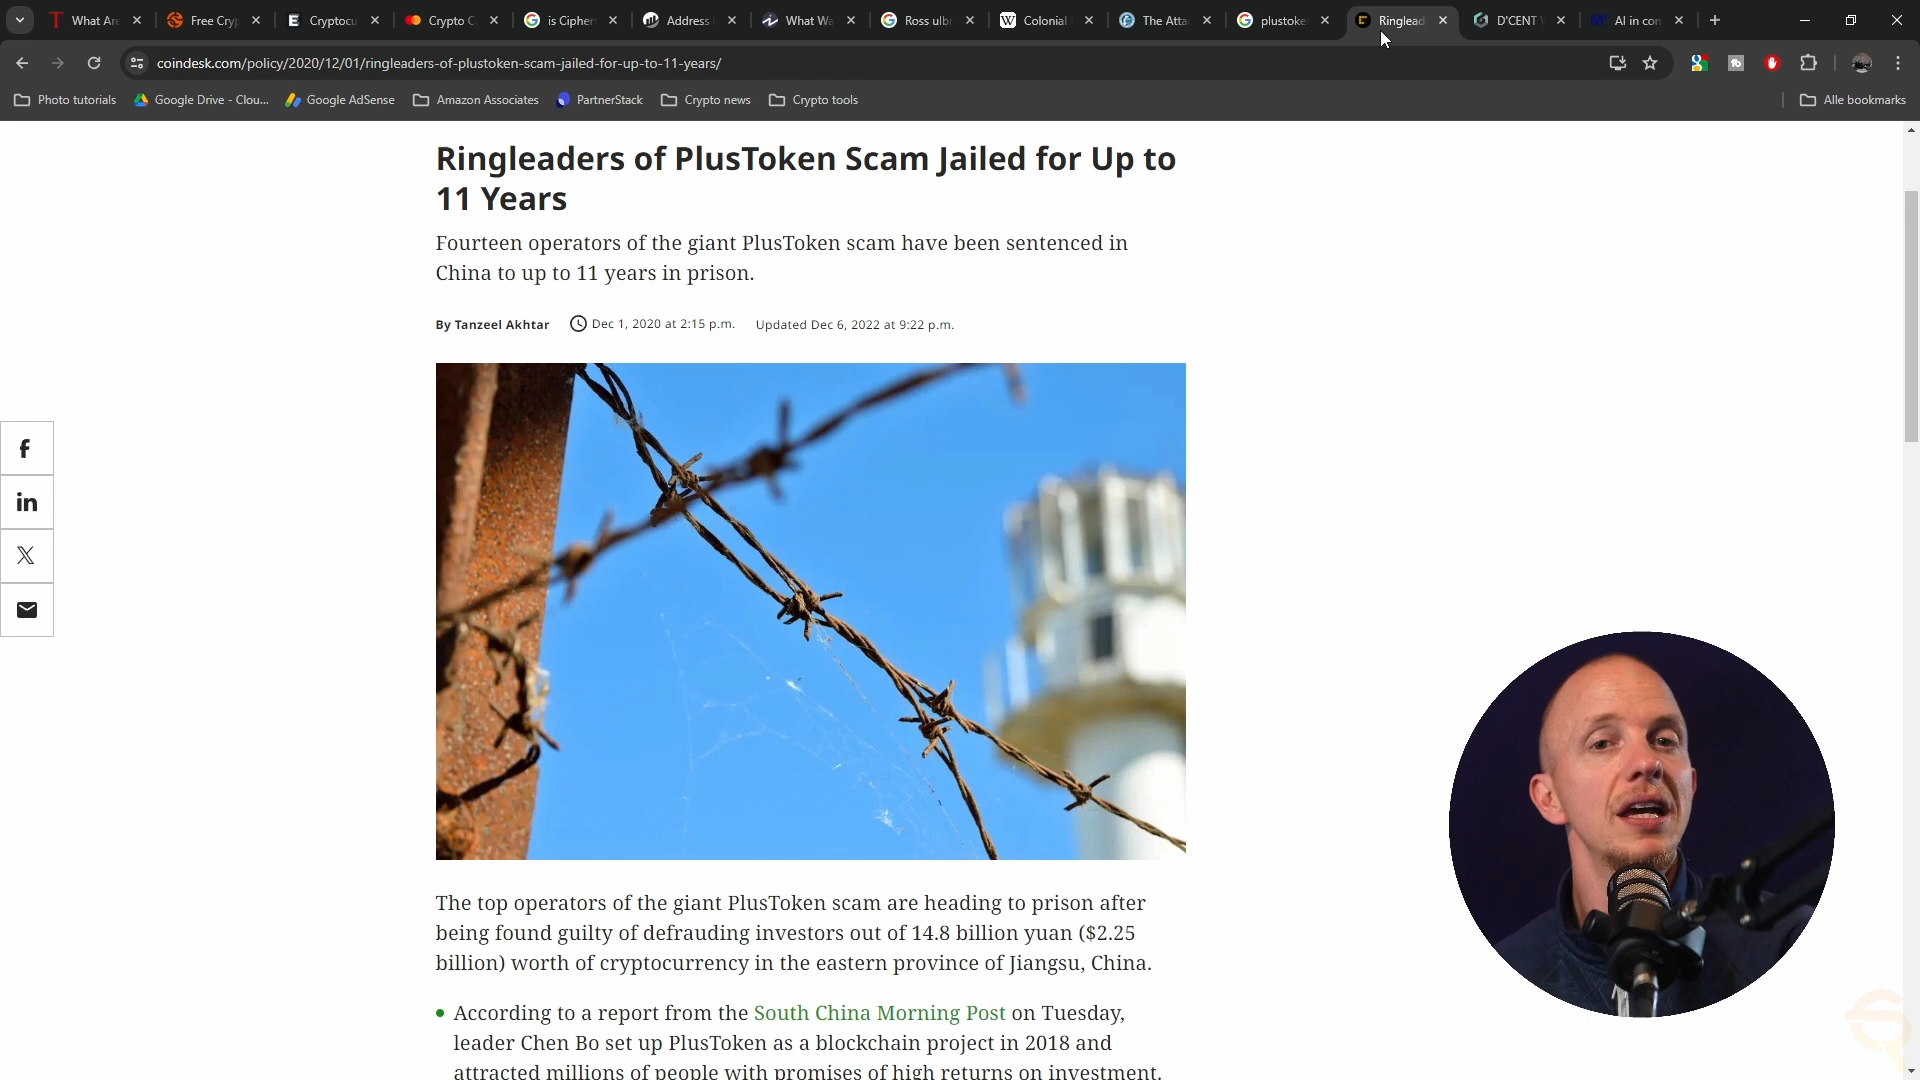 What Are
Free Cryp
Cryptocu
Crypto C
is Cipher
Address
What Wa
Ross ulb
Colonial
The Atta
plustoke
Ringlead
D'CENT
AI in con
coindesk.com/policy/2020/12/01/ringleaders-of-plustoken-scam-jailed-for-up-to-11-years/
Photo tutorials
Google Drive - Clou...
Google AdSense
Amazon Associates
PartnerStack
Crypto news
Crypto tools
Alle bookmarks
Ringleaders of PlusToken Scam Jailed for Up to
11 Years
Fourteen operators of the giant PlusToken scam have been sentenced in
China to up to 11 years in prison.
By Tanzeel Akhtar
Dec 1, 2020 at 2:15 p.m.
Updated Dec 6, 2022 at 9:22 p.m.
The top operators of the giant PlusToken scam are heading to prison after
being found guilty of defrauding investors out of 14.8 billion yuan ($2.25
billion) worth of cryptocurrency in the eastern province of Jiangsu, China.
According to a report from the South China Morning Post on Tuesday,
leader Chen Bo set up PlusToken as a blockchain project in 2018 and
attracted millions of people with promises of high returns on investment.